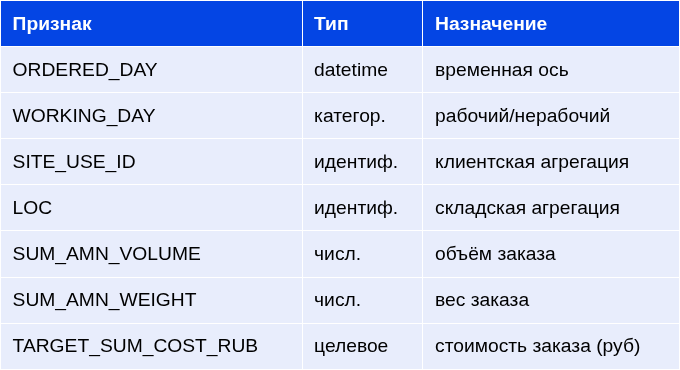 Признак Тип Назначение
ORDERED_DAY datetime временная ось
WORKING_DAY категор. рабочий/нерабочий
SITE_USE_ID идентиф. клиентская агрегация
LOC идентиф. складская агрегация
SUM_AMN_VOLUME числ. объём заказа
SUM_AMN_WEIGHT числ. вес заказа
TARGET_SUM_COST_RUB целевое стоимость заказа (руб)